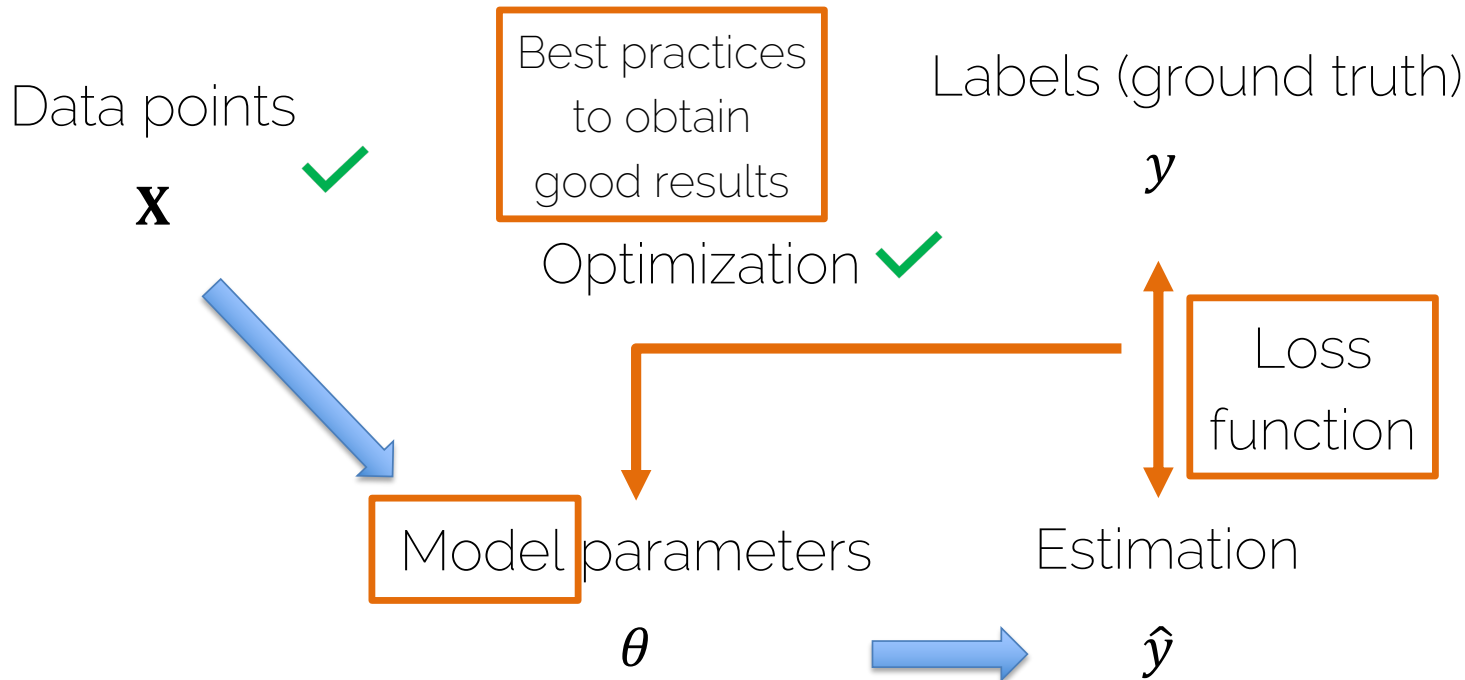 Data points
X
Best practices
to obtain
good results
Optimization
Labels (ground truth)
y
Loss
function
Model parameters
θ
Estimation
ŷ